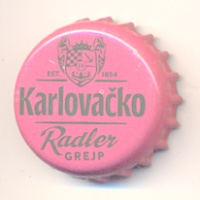 EST. 1854
Karlovačko
Radler
GREJP